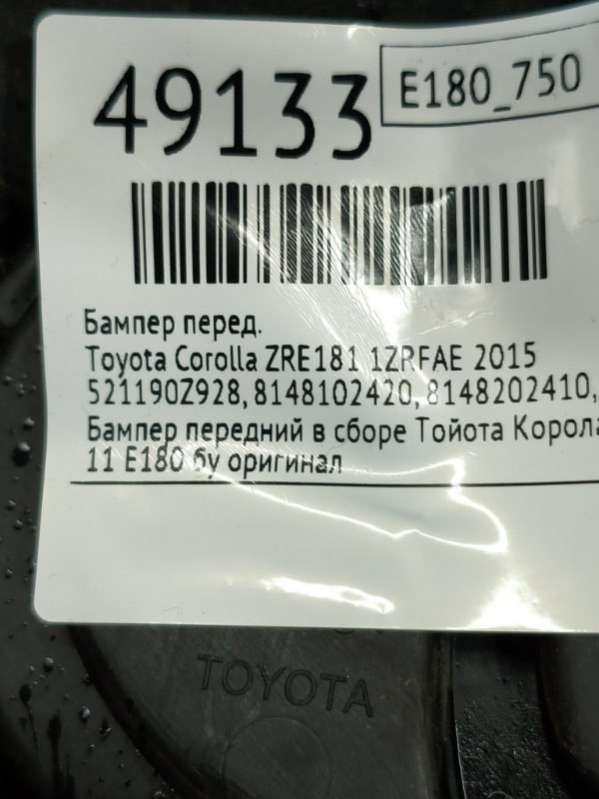 49133
E180_750
Бампер перед.
Toyota Corolla ZRE181 1ZRFAE 2015
521190Z928, 8148102420, 8148202410,
Бампер передний в сборе Тойота Корола
11 E180 бу оригинал
TOYOTA